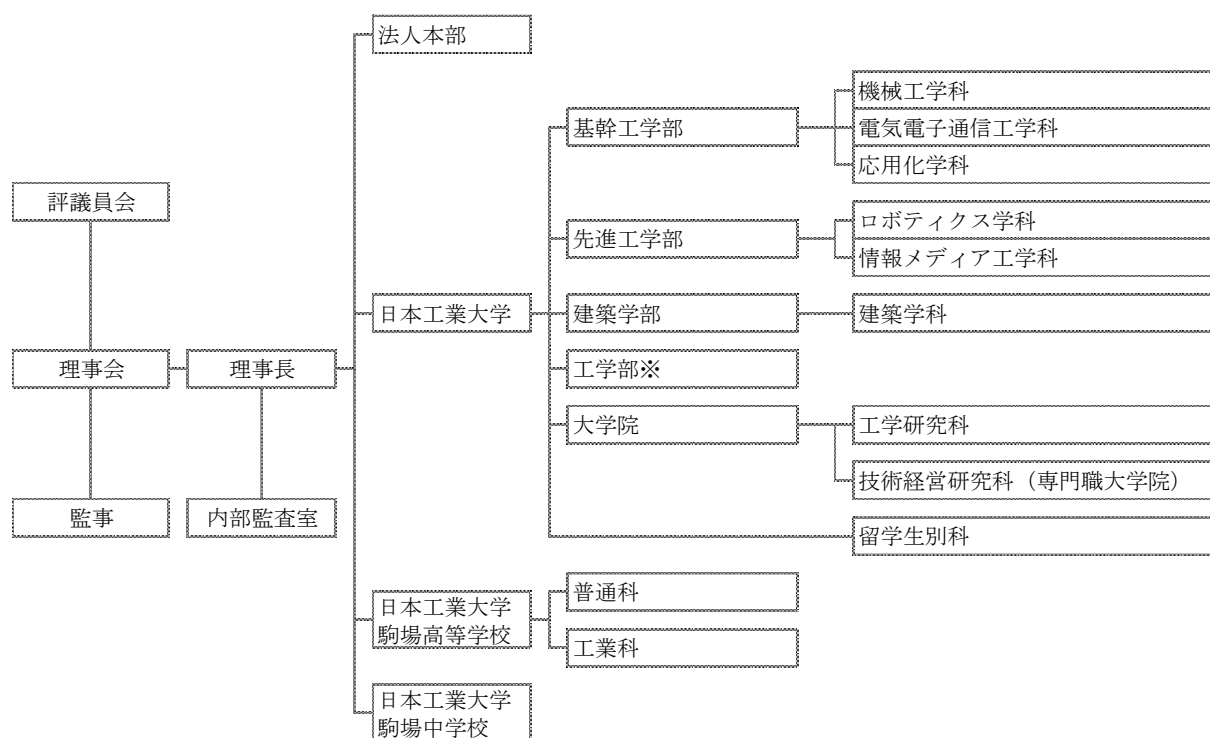 法人本部
機械工学科
基幹工学部
電気電子通信工学科
応用化学科
評議員会
ロボティクス学科
先進工学部
情報メディア工学科
日本工業大学
建築学部
建築学科
理事会
理事長
工学部※
大学院
工学研究科
技術経営研究科（専門職大学院）
監事
内部監査室
留学生別科
日本工業大学
駒場高等学校
普通科
工業科
日本工業大学
駒場中学校